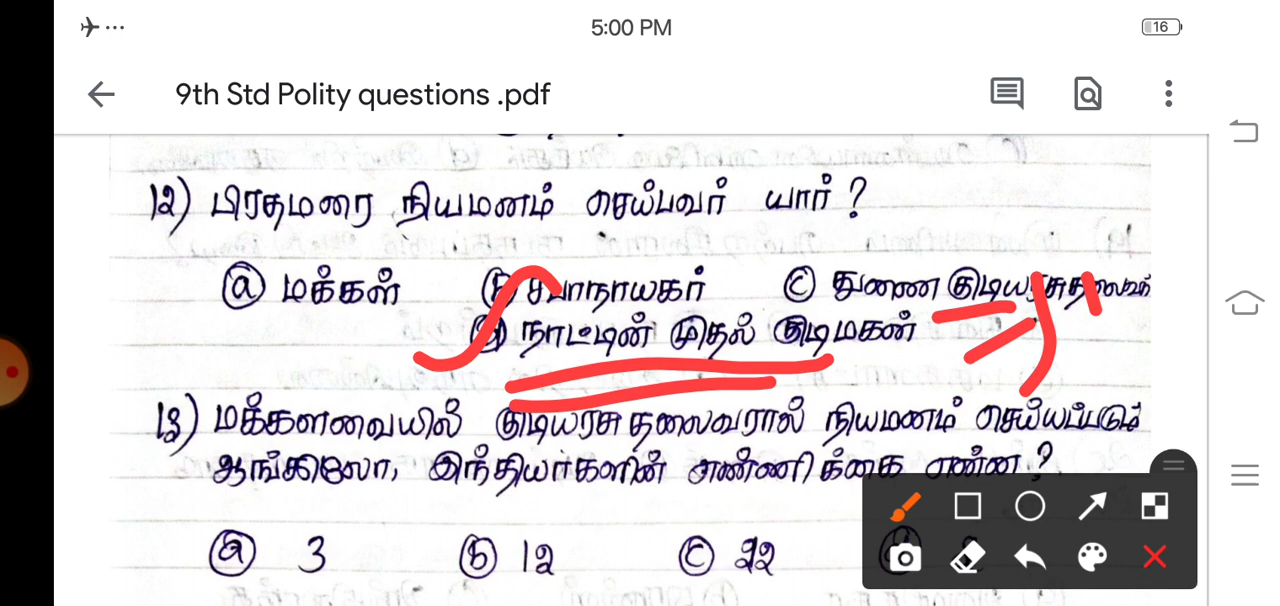 5:00 PM
16
9th Std Polity questions .pdf
12) பிரதமரை நியமனம் செய்பவர் யார் ?
(a) மக்கள் (b) சபாநாயகர் (c) துணை குடியரசுதலைவர்
நாட்டின் முதல் குடிமகன்
13) மக்களவையில் குடியரசு தலைவரால் நியமனம் செய்யப்படும்
ஆங்கிலோ, இந்தியர்களின் எண்ணிக்கை என்ன ?
(a) 3 (b) 12 (c) 22